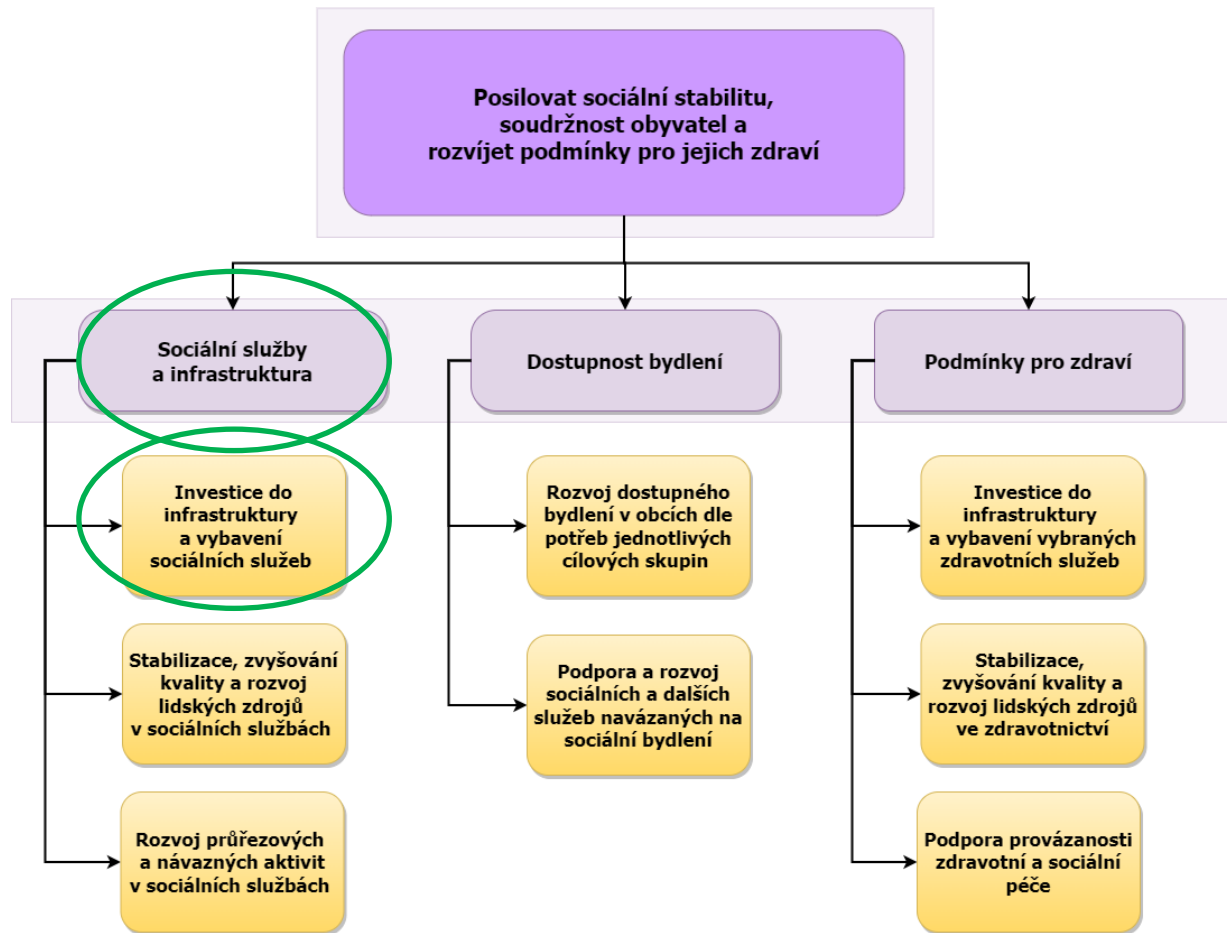 Posilovat sociální stabilitu,
soudržnost obyvatel a
rozvíjet podmínky pro jejich zdraví
Sociální služby
a infrastruktura
Dostupnost bydlení
Podmínky pro zdraví
Investice do
infrastruktury
a vybavení
sociálních služeb
Rozvoj dostupného
bydlení v obcích dle
potřeb jednotlivých
cílových skupin
Investice do
infrastruktury
a vybavení vybraných
zdravotních služeb
Stabilizace, zvyšování
kvality a rozvoj
lidských zdrojů
v sociálních službách
Podpora a rozvoj
sociálních a dalších
služeb navázaných na
sociální bydlení
Stabilizace,
zvyšování kvality a
rozvoj lidských zdrojů
ve zdravotnictví
Rozvoj průřezových
a návazných aktivit
v sociálních službách
Podpora provázanosti
zdravotní a sociální
péče